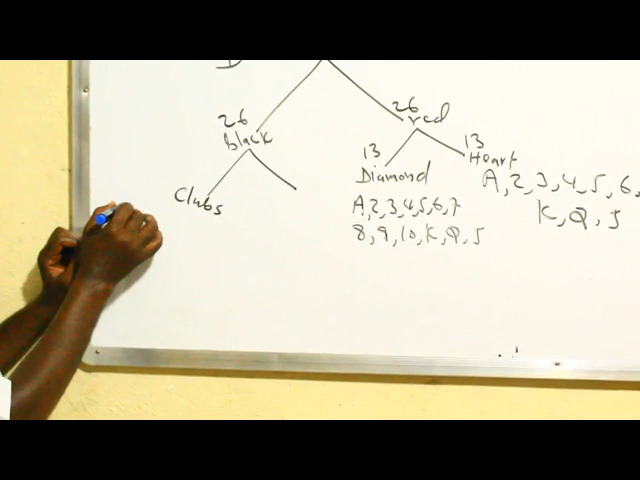 26
26
Black
red
13
13
Diamond
Heart
Clubs
A, 2, 3, 4, 5, 6, 7
8, 9, 10, K, Q, J
A, 2, 3, 4, 5, 6,
K, Q, J